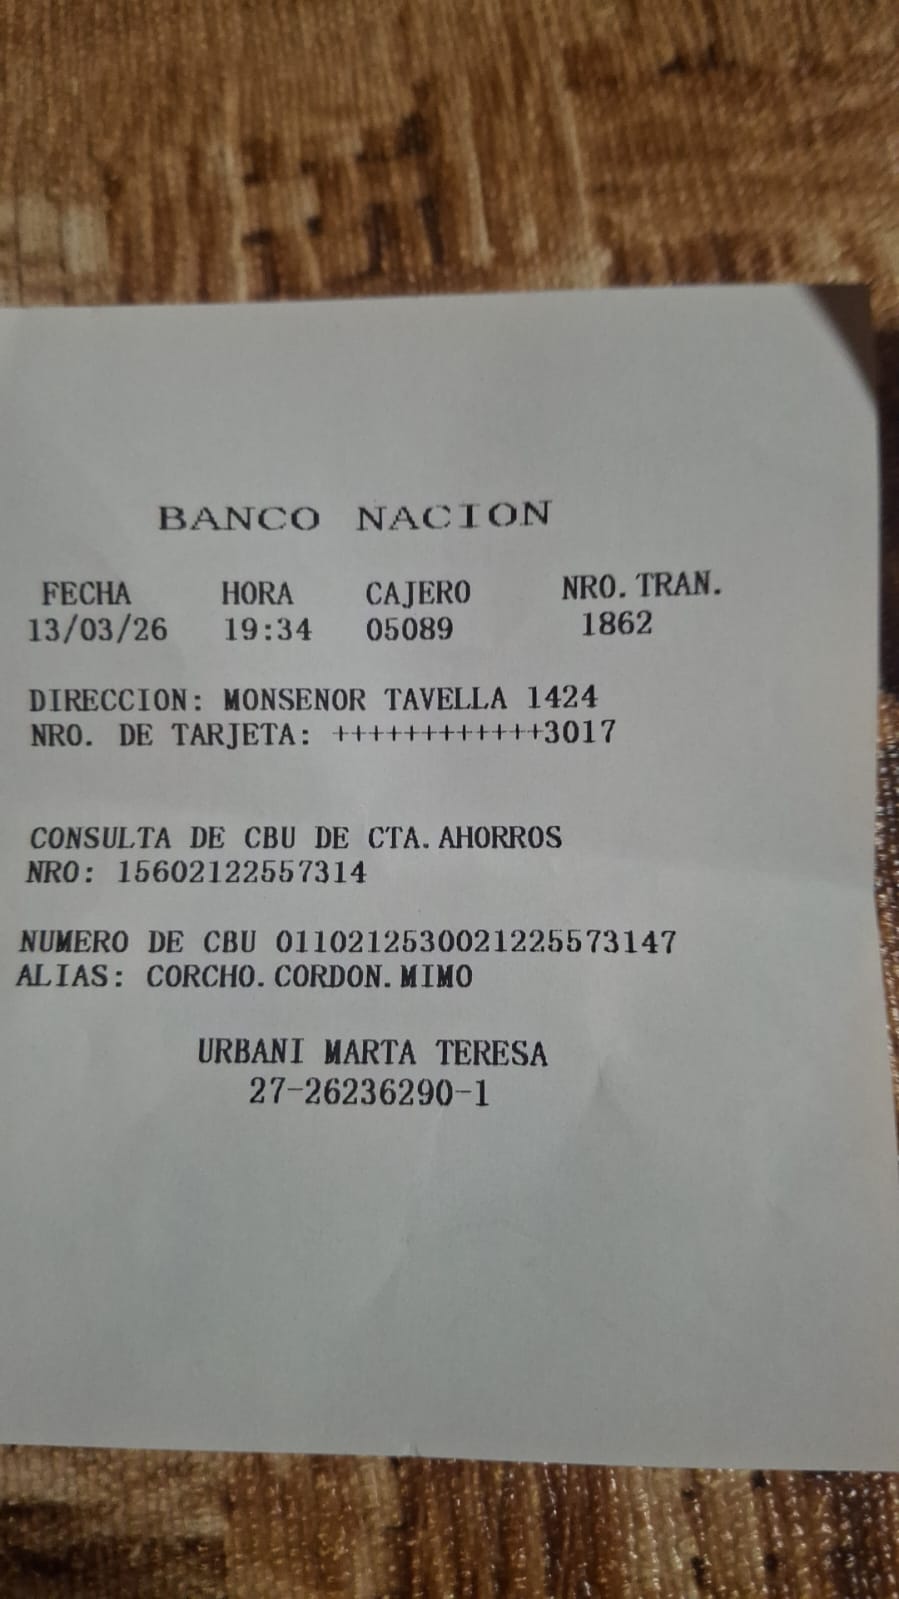 BANCO NACION
FECHA HORA CAJERO NRO. TRAN.
13/03/26 19:34 05089 1862
DIRECCION: MONSENOR TAVELLA 1424
NRO. DE TARJETA: ++++++++++++3017
CONSULTA DE CBU DE CTA. AHORROS
NRO: 15602122557314
NUMERO DE CBU 0110212530021225573147
ALIAS: CORCHO.CORDON.MIMO
URBANI MARTA TERESA
27-26236290-1